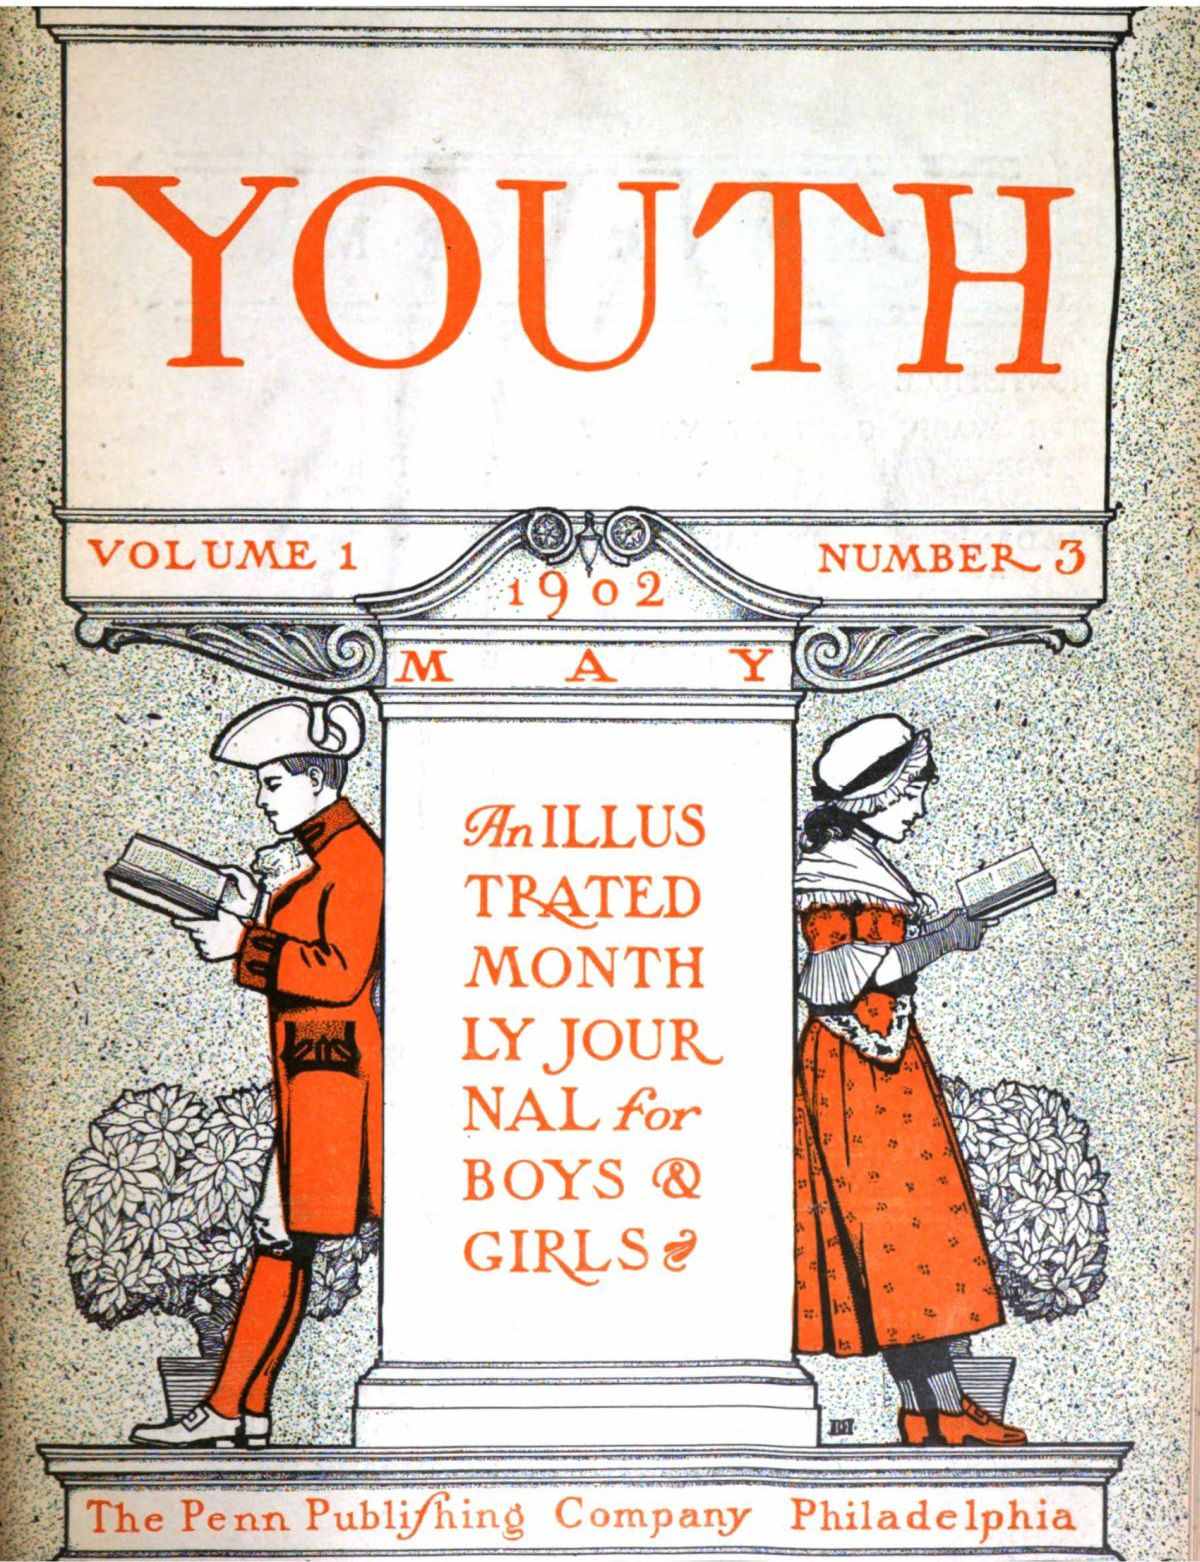 YOUTH
VOLUME 1
NUMBER 3
1902
MAY
An ILLUS
TRATED
MONTH
LY JOUR
NAL for
BOYS &
GIRLS
The Penn Publishing Company Philadelphia